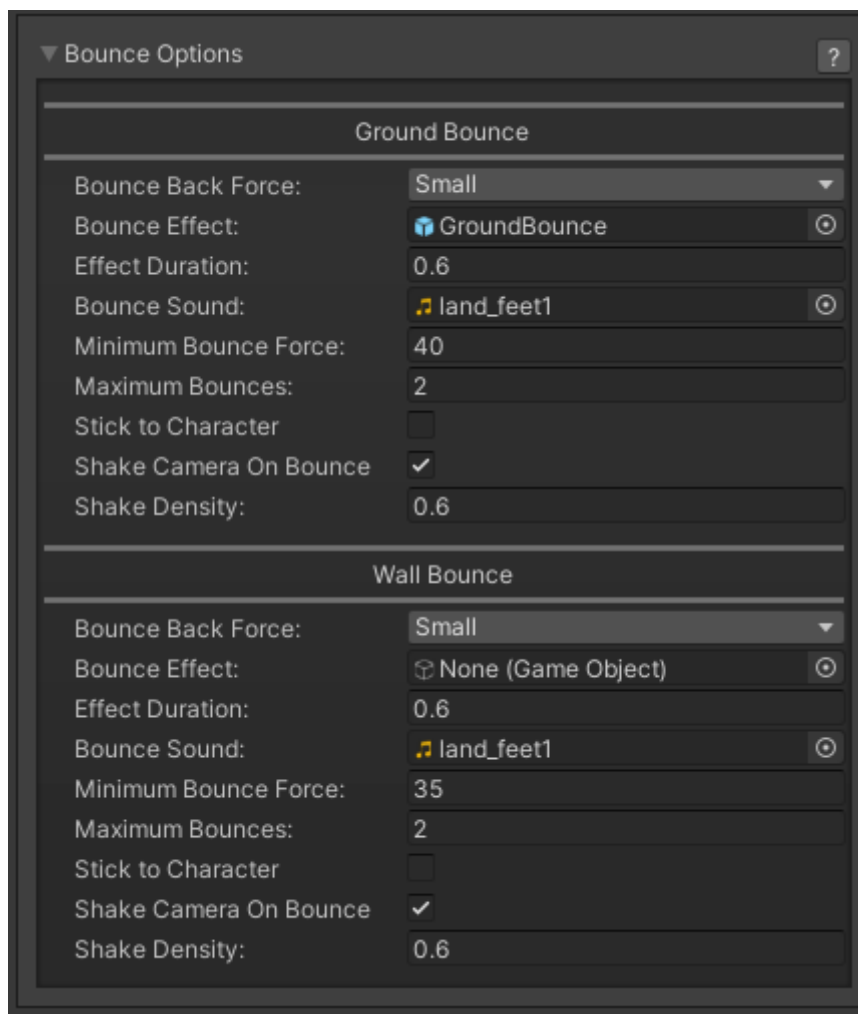 Bounce Options
?
Ground Bounce
Bounce Back Force: Small
Bounce Effect: GroundBounce
Effect Duration: 0.6
Bounce Sound: land_feet1
Minimum Bounce Force: 40
Maximum Bounces: 2
Stick to Character
Shake Camera On Bounce
Shake Density: 0.6
Wall Bounce
Bounce Back Force: Small
Bounce Effect: None (Game Object)
Effect Duration: 0.6
Bounce Sound: land_feet1
Minimum Bounce Force: 35
Maximum Bounces: 2
Stick to Character
Shake Camera On Bounce
Shake Density: 0.6